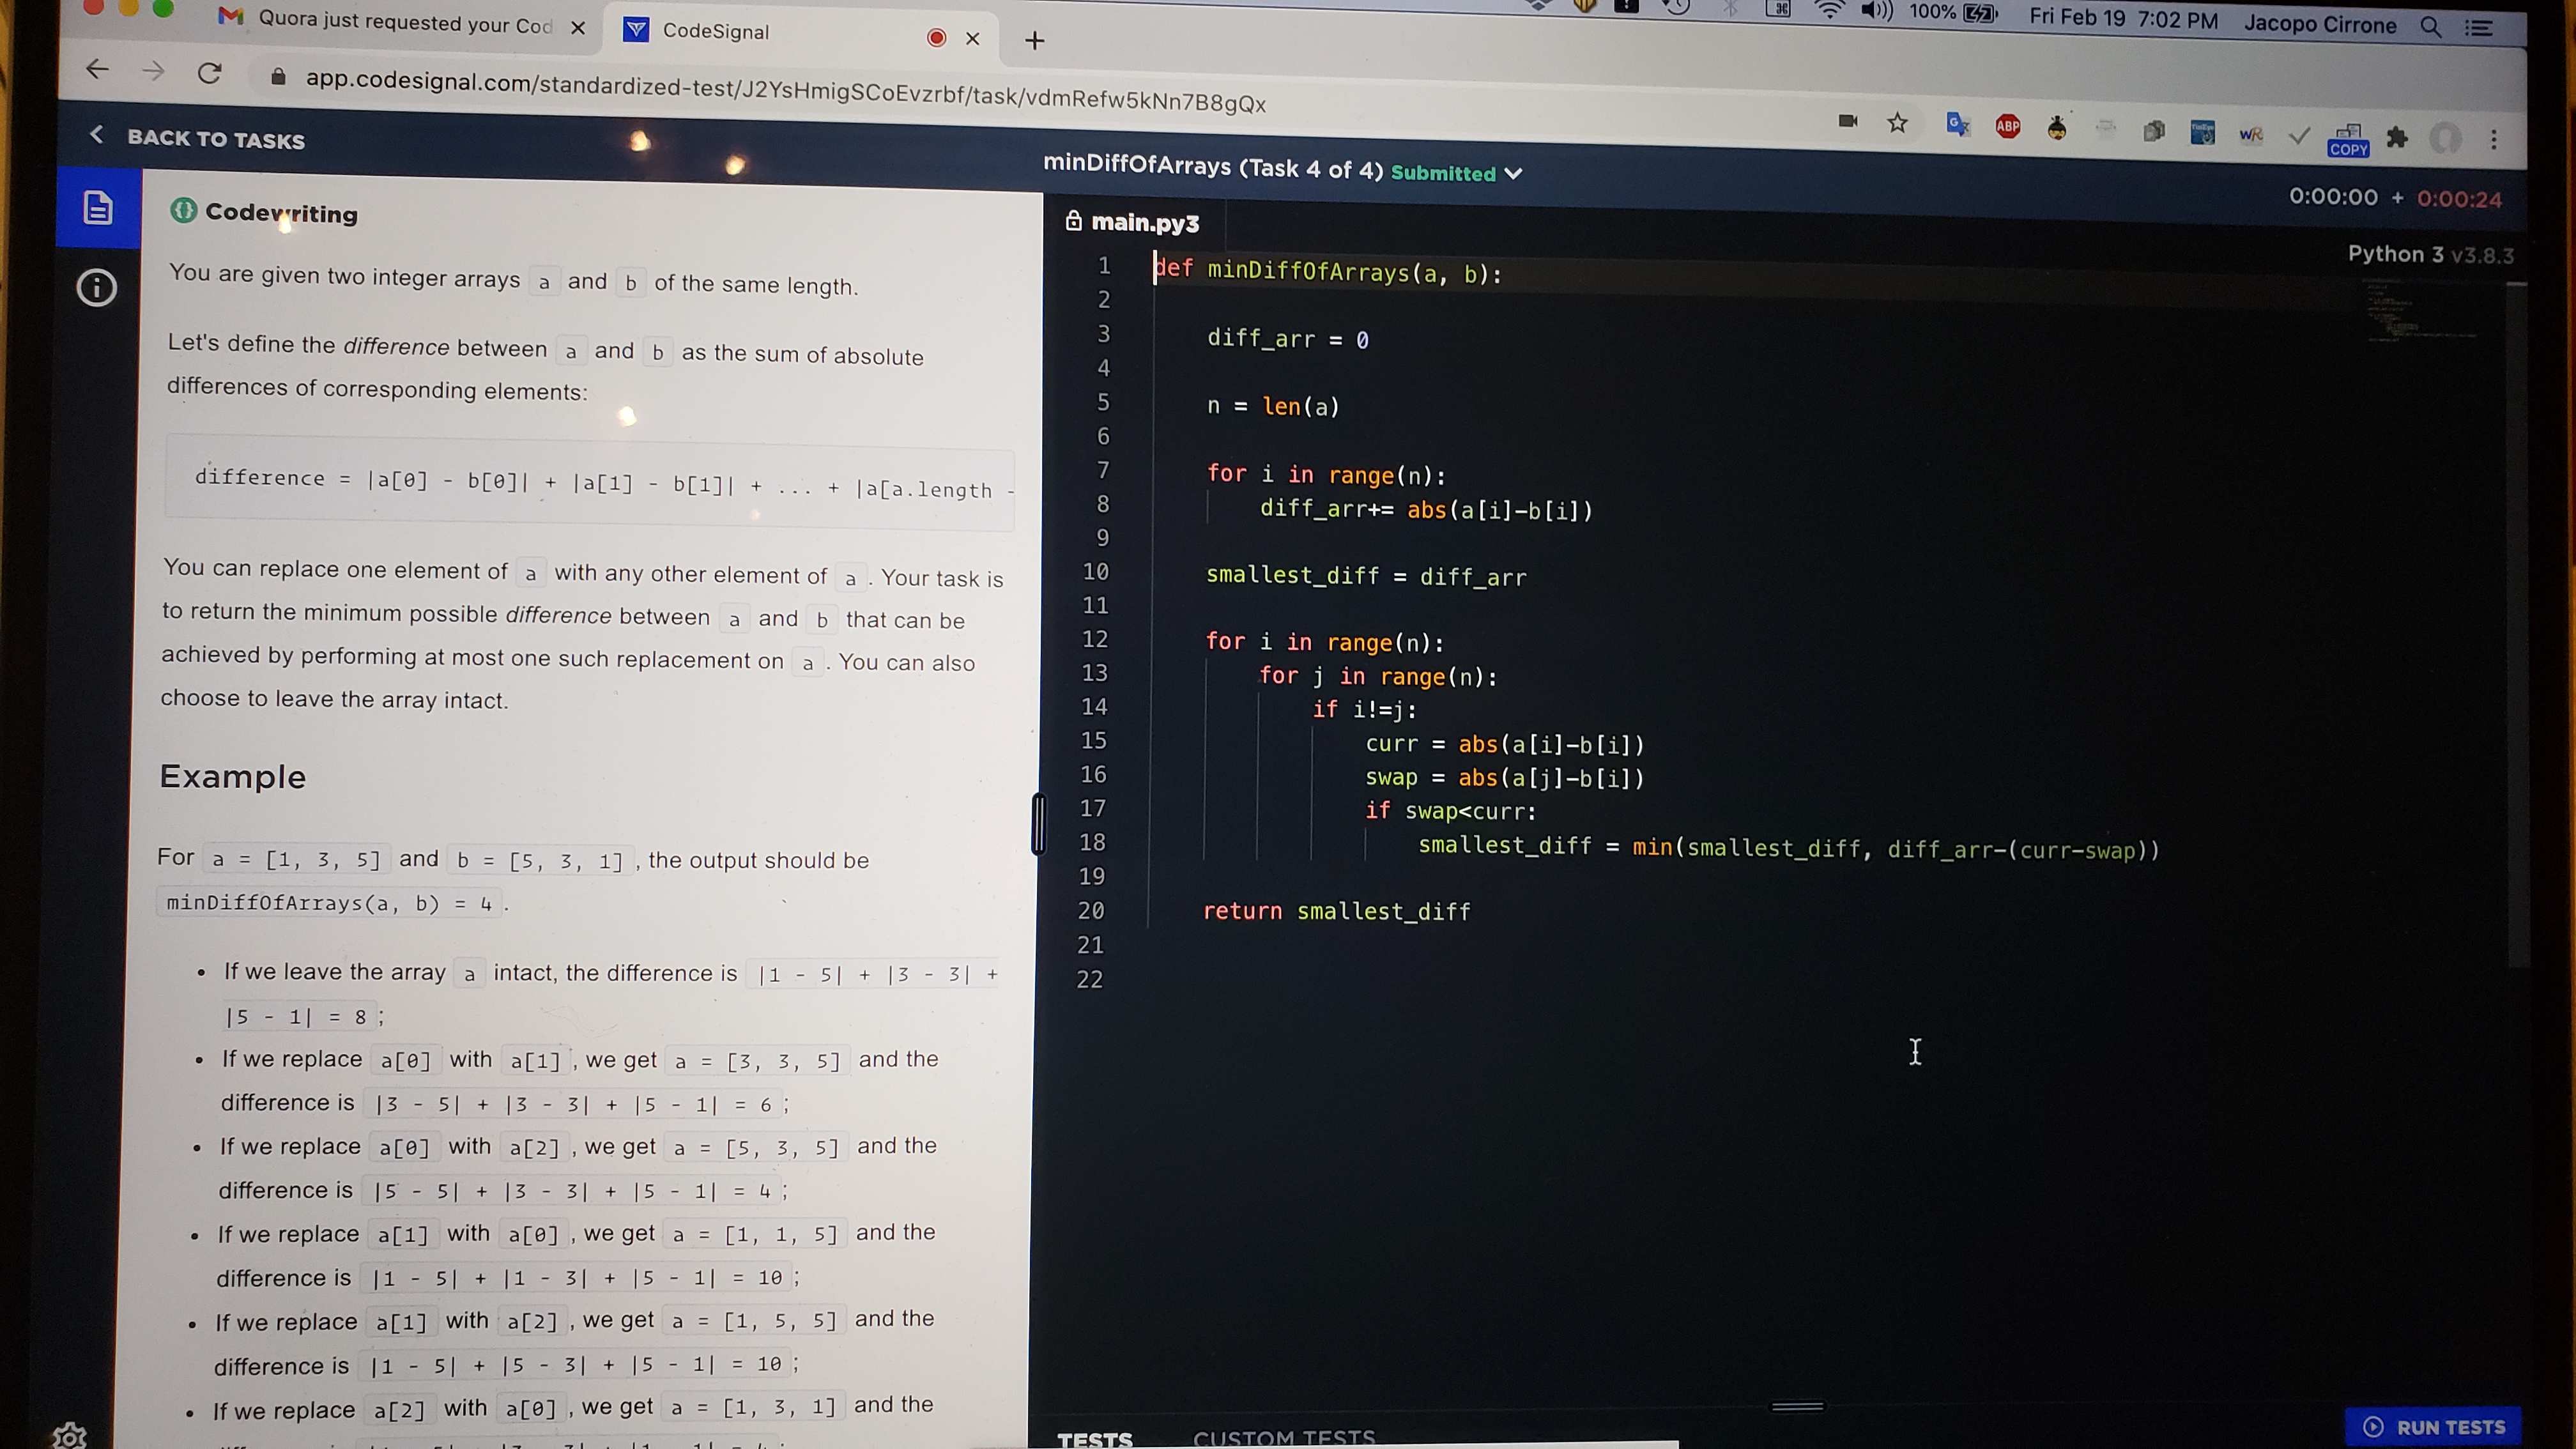 Quora just requested your Cod
CodeSignal
100%
Fri Feb 19 7:02 PM
Jacopo Cirrone
app.codesignal.com/standardized-test/J2YsHmigSCoEvzrbf/task/vdmRefw5kNn7B8gQx
ABP
COPY
BACK TO TASKS
minDiffOfArrays (Task 4 of 4) Submitted
0:00:00 + 0:00:24
Codewriting
You are given two integer arrays a and b of the same length.
Let's define the difference between a and b as the sum of absolute
differences of corresponding elements:
difference = |a[0] - b[0]| + |a[1] - b[1]| + ... + |a[a.length -
You can replace one element of a with any other element of a . Your task is
to return the minimum possible difference between a and b that can be
achieved by performing at most one such replacement on a . You can also
choose to leave the array intact.
Example
For a = [1, 3, 5] and b = [5, 3, 1] , the output should be
minDiffOfArrays(a, b) = 4 .
• If we leave the array a intact, the difference is |1 - 5| + |3 - 3| +
|5 - 1| = 8 ;
• If we replace a[0] with a[1] , we get a = [3, 3, 5] and the
difference is |3 - 5| + |3 - 3| + |5 - 1| = 6 ;
• If we replace a[0] with a[2] , we get a = [5, 3, 5] and the
difference is |5 - 5| + |3 - 3| + |5 - 1| = 4 ;
• If we replace a[1] with a[0] , we get a = [1, 1, 5] and the
difference is |1 - 5| + |1 - 3| + |5 - 1| = 10 ;
• If we replace a[1] with a[2] , we get a = [1, 5, 5] and the
difference is |1 - 5| + |5 - 3| + |5 - 1| = 10 ;
• If we replace a[2] with a[0] , we get a = [1, 3, 1] and the
main.py3
Python 3 v3.8.3
1 def minDiffOfArrays(a, b):
2
3 diff_arr = 0
4
5 n = len(a)
6
7 for i in range(n):
8 diff_arr+= abs(a[i]-b[i])
9
10 smallest_diff = diff_arr
11
12 for i in range(n):
13 for j in range(n):
14 if i!=j:
15 curr = abs(a[i]-b[i])
16 swap = abs(a[j]-b[i])
17 if swap<curr:
18 smallest_diff = min(smallest_diff, diff_arr-(curr-swap))
19
20 return smallest_diff
21
22
TESTS
CUSTOM TESTS
RUN TESTS